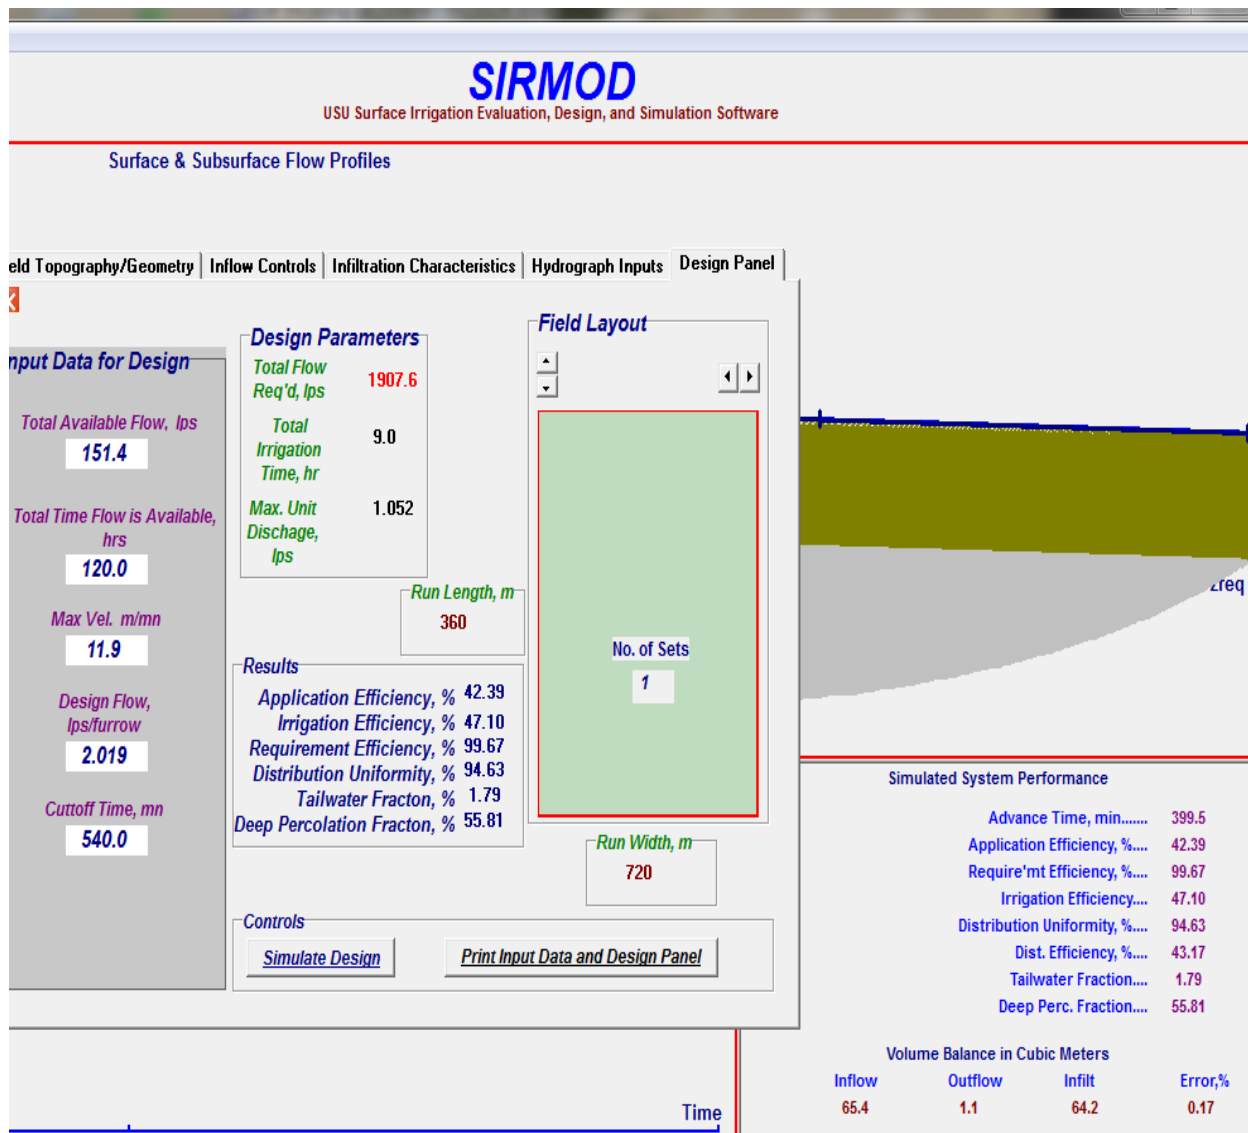 SIRMOD
USU Surface Irrigation Evaluation, Design, and Simulation Software
Surface & Subsurface Flow Profiles
eld Topography/Geometry
Inflow Controls
Infiltration Characteristics
Hydrograph Inputs
Design Panel
nput Data for Design
Total Available Flow, lps
151.4
Total Time Flow is Available,
hrs
120.0
Max Vel. m/mn
11.9
Design Flow,
lps/furrow
2.019
Cuttoff Time, mn
540.0
Design Parameters
Total Flow
Req'd, lps
1907.6
Total
Irrigation
Time, hr
9.0
Max. Unit
Dischage,
lps
1.052
Run Length, m
360
Results
Application Efficiency, % 42.39
Irrigation Efficiency, % 47.10
Requirement Efficiency, % 99.67
Distribution Uniformity, % 94.63
Tailwater Fracton, % 1.79
Deep Percolation Fracton, % 55.81
Field Layout
No. of Sets
1
Run Width, m
720
Controls
Simulate Design
Print Input Data and Design Panel
Zreq
Simulated System Performance
Advance Time, min....... 399.5
Application Efficiency, %.... 42.39
Require'mt Efficiency, %.... 99.67
Irrigation Efficiency.... 47.10
Distribution Uniformity, %.... 94.63
Dist. Efficiency, %.... 43.17
Tailwater Fraction.... 1.79
Deep Perc. Fraction.... 55.81
Volume Balance in Cubic Meters
Inflow Outflow Infilt Error,%
65.4 1.1 64.2 0.17
Time